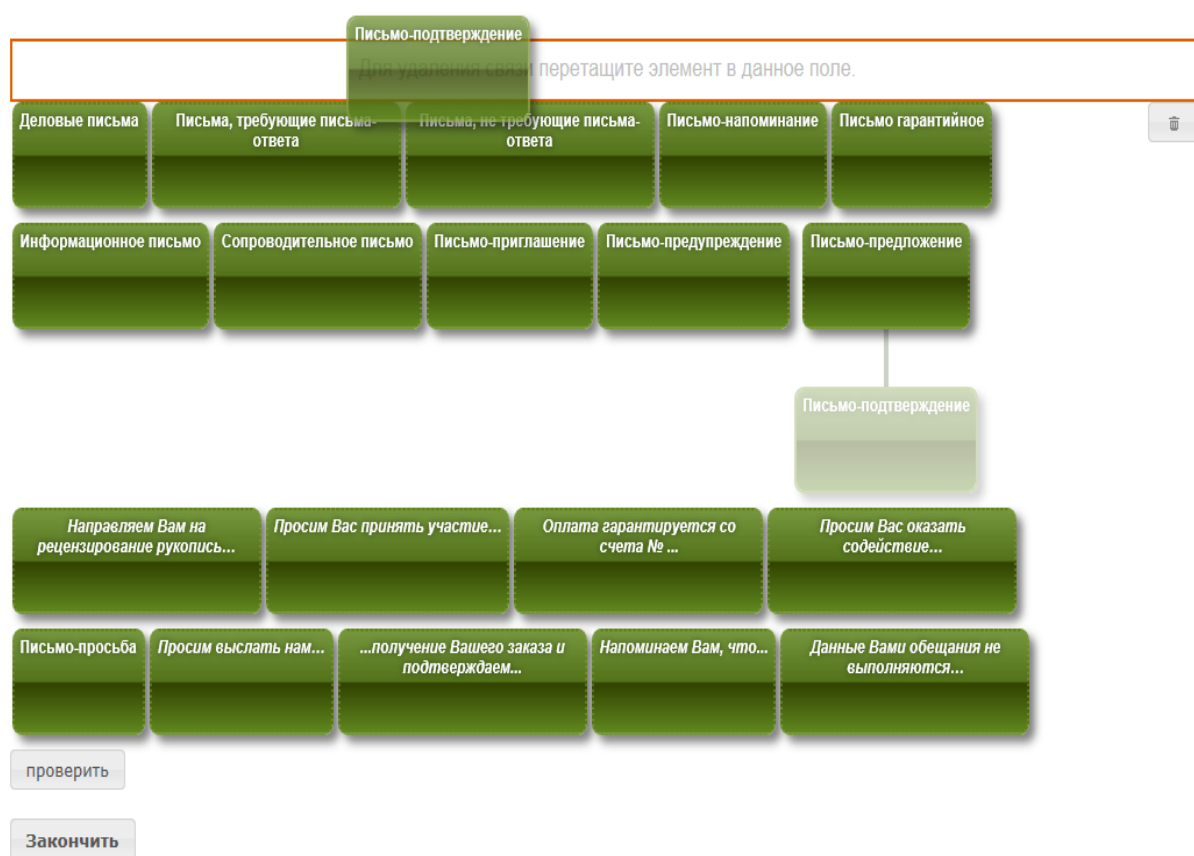 Письмо-подтверждение
Для удаления связи перетащите элемент в данное поле.
Деловые письма
Письма, требующие письма-
ответа
Письма, не требующие письма-
ответа
Письмо-напоминание
Письмо гарантийное
Информационное письмо
Сопроводительное письмо
Письмо-приглашение
Письмо-предупреждение
Письмо-предложение
Письмо-подтверждение
Направляем Вам на
рецензирование рукопись...
Просим Вас принять участие...
Оплата гарантируется со
счета № ...
Просим Вас оказать
содействие...
Письмо-просьба
Просим выслать нам...
...получение Вашего заказа и
подтверждаем...
Напоминаем Вам, что...
Данные Вами обещания не
выполняются...
проверить
Закончить